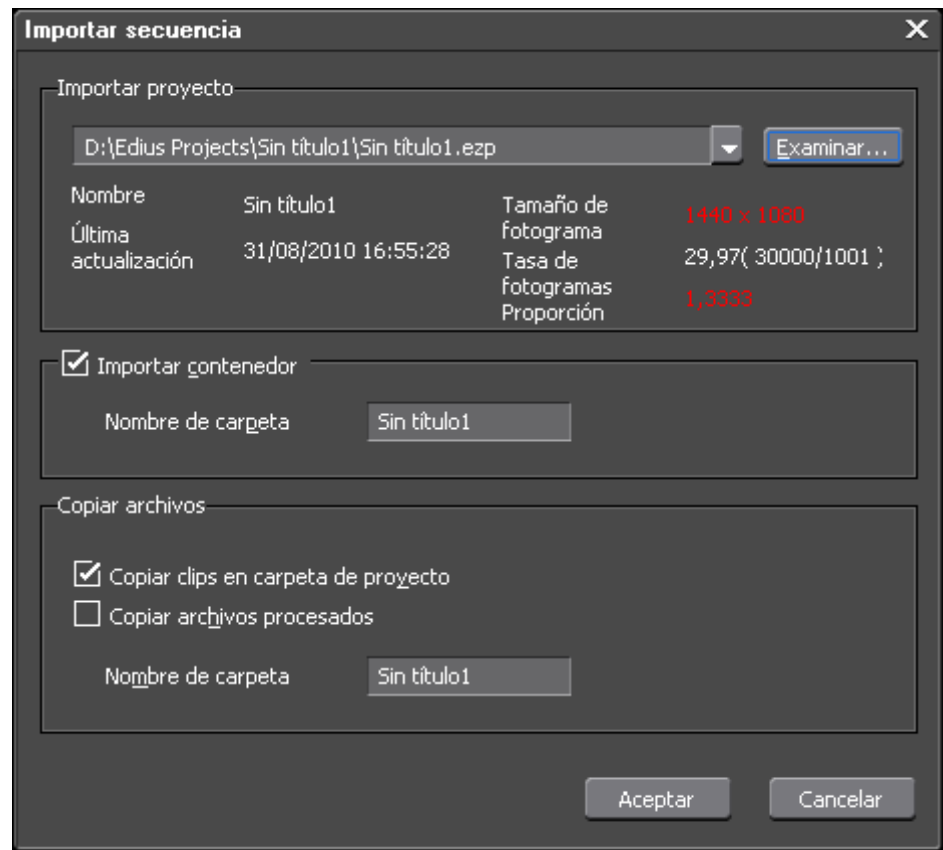 Importar secuencia
Importar proyecto
D:\Edius Projects\Sin título1\Sin título1.ezp
Examinar...
Nombre
Sin título1
Última
actualización
31/08/2010 16:55:28
Tamaño de
fotograma
1440 x 1080
Tasa de
fotogramas
29,97( 30000/1001 )
Proporción
1,3333
Importar contenedor
Nombre de carpeta
Sin título1
Copiar archivos
Copiar clips en carpeta de proyecto
Copiar archivos procesados
Nombre de carpeta
Sin título1
Aceptar
Cancelar